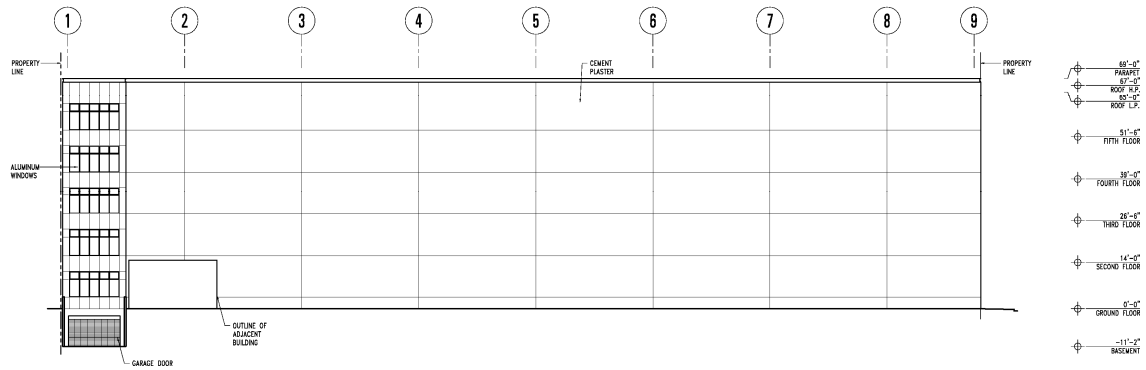 1 2 3 4 5 6 7 8 9
PROPERTY
LINE
CEMENT
PLASTER
PROPERTY
LINE
ALUMINUM
WINDOWS
OUTLINE OF
ADJACENT
BUILDING
GARAGE DOOR
69'-0"
PARAPET
67'-0"
ROOF H.P.
65'-0"
ROOF L.P.
51'-6"
FIFTH FLOOR
39'-0"
FOURTH FLOOR
26'-6"
THIRD FLOOR
14'-0"
SECOND FLOOR
0'-0"
GROUND FLOOR
-11'-2"
BASEMENT